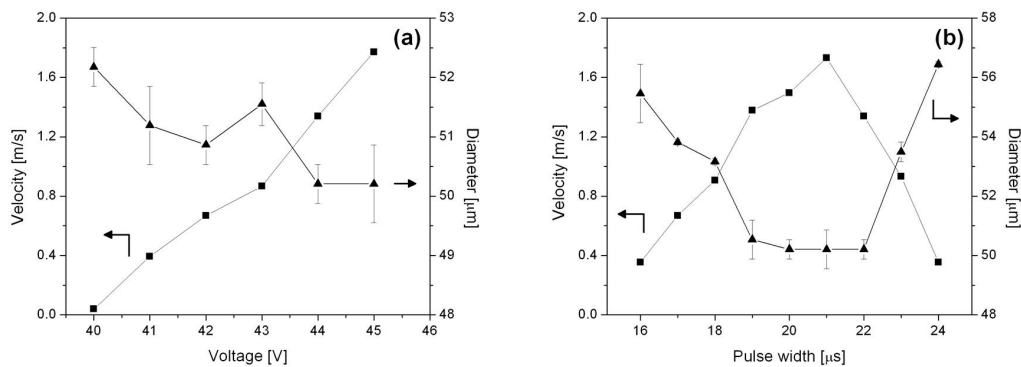 (a)
Velocity [m/s]
2.0
1.6
1.2
0.8
0.4
0.0
53
52
51
50
49
48
Diameter [μm]
40 41 42 43 44 45 46
Voltage [V]
(b)
Velocity [m/s]
2.0
1.6
1.2
0.8
0.4
0.0
58
56
54
52
50
48
Diameter [μm]
16 18 20 22 24
Pulse width [μs]